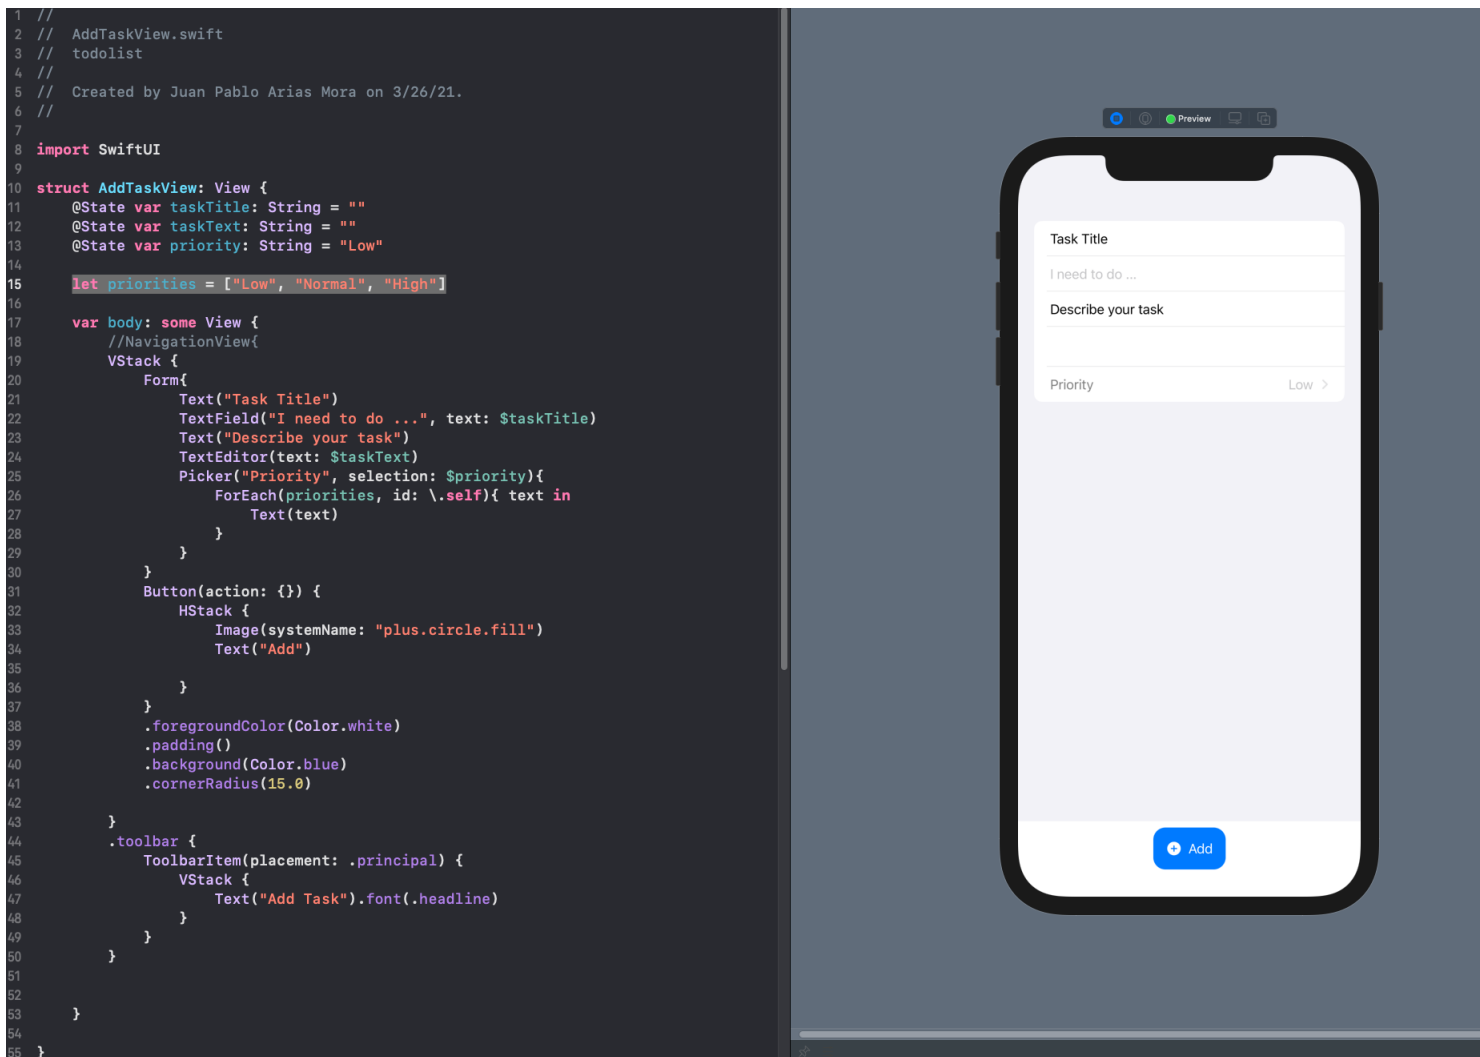 1 //
2 //  AddTaskView.swift
3 //  todolist
4 //
5 //  Created by Juan Pablo Arias Mora on 3/26/21.
6 //
7
8 import SwiftUI
9
10 struct AddTaskView: View {
11     @State var taskTitle: String = ""
12     @State var taskText: String = ""
13     @State var priority: String = "Low"
14
15     let priorities = ["Low", "Normal", "High"]
16
17     var body: some View {
18         //NavigationView{
19         VStack {
20             Form{
21                 Text("Task Title")
22                 TextField("I need to do ...", text: $taskTitle)
23                 Text("Describe your task")
24                 TextEditor(text: $taskText)
25                 Picker("Priority", selection: $priority){
26                     ForEach(priorities, id: \.self){ text in
27                         Text(text)
28                     }
29                 }
30             }
31             Button(action: {}) {
32                 HStack {
33                     Image(systemName: "plus.circle.fill")
34                     Text("Add")
35
36                 }
37             }
38             .foregroundColor(Color.white)
39             .padding()
40             .background(Color.blue)
41             .cornerRadius(15.0)
42
43         }
44         .toolbar {
45             ToolbarItem(placement: .principal) {
46                 VStack {
47                     Text("Add Task").font(.headline)
48                 }
49             }
50         }
51
52
53     }
54
55 }
Preview
Task Title
I need to do ...
Describe your task
Priority Low
Add